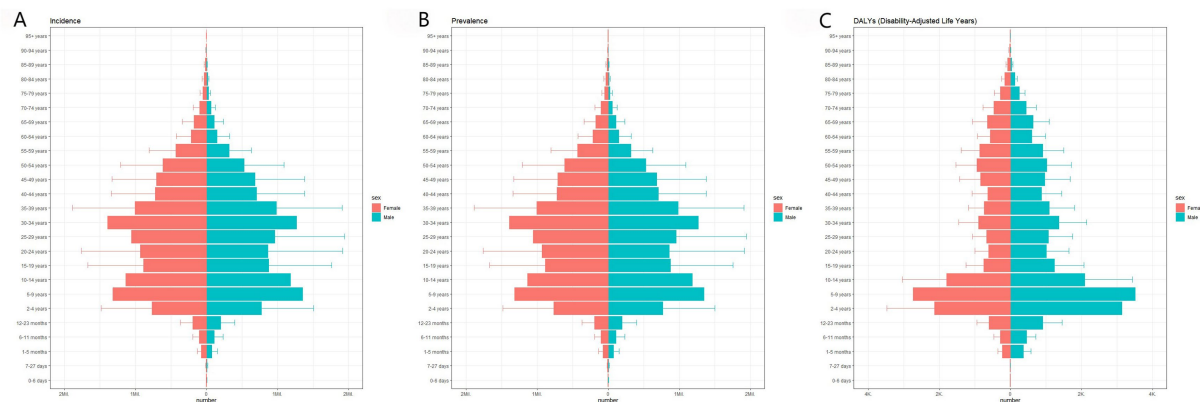 A
Incidence
95+ years
90-94 years
85-89 years
80-84 years
75-79 years
70-74 years
65-69 years
60-64 years
55-59 years
50-54 years
45-49 years
40-44 years
35-39 years
30-34 years
25-29 years
20-24 years
15-19 years
10-14 years
5-9 years
2-4 years
12-23 months
6-11 months
1-5 months
7-27 days
0-6 days
2M 1M 0 1M 2M
number
sex
Female
Male
B
Prevalence
95+ years
90-94 years
85-89 years
80-84 years
75-79 years
70-74 years
65-69 years
60-64 years
55-59 years
50-54 years
45-49 years
40-44 years
35-39 years
30-34 years
25-29 years
20-24 years
15-19 years
10-14 years
5-9 years
2-4 years
12-23 months
6-11 months
1-5 months
7-27 days
0-6 days
2M 1M 0 1M 2M
number
sex
Female
Male
C
DALYs (Disability-Adjusted Life Years)
95+ years
90-94 years
85-89 years
80-84 years
75-79 years
70-74 years
65-69 years
60-64 years
55-59 years
50-54 years
45-49 years
40-44 years
35-39 years
30-34 years
25-29 years
20-24 years
15-19 years
10-14 years
5-9 years
2-4 years
12-23 months
6-11 months
1-5 months
7-27 days
0-6 days
4K 2K 0 2K 4K
number
sex
Fema
Male